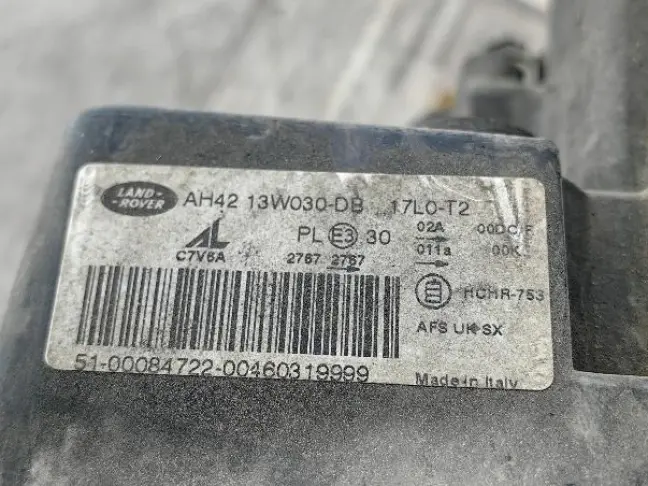 LAND-ROVER AH42 13W030-DB 17L0-T2
AL PL E3 30 02A 00DC/F
C7V6A 2767 2767 011a 00K
HCHR-753
AFS UK SX
51-00084722-00460319999
Made in Italy